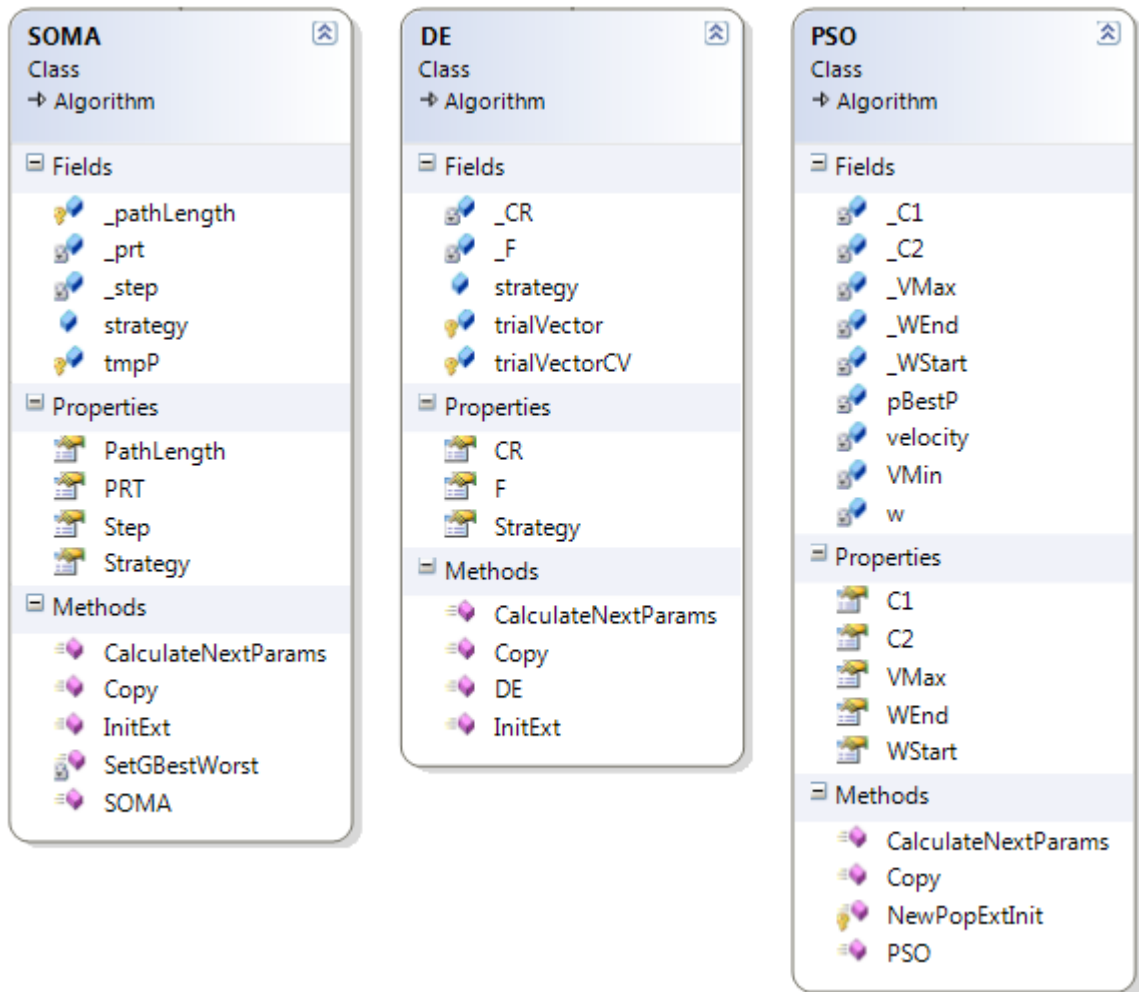 SOMA
Class
Algorithm
Fields
_pathLength
_prt
_step
strategy
tmpP
Properties
PathLength
PRT
Step
Strategy
Methods
CalculateNextParams
Copy
InitExt
SetGBestWorst
SOMA
DE
Class
Algorithm
Fields
_CR
_F
strategy
trialVector
trialVectorCV
Properties
CR
F
Strategy
Methods
CalculateNextParams
Copy
DE
InitExt
PSO
Class
Algorithm
Fields
_C1
_C2
_VMax
_WEnd
_WStart
pBestP
velocity
VMin
w
Properties
C1
C2
VMax
WEnd
WStart
Methods
CalculateNextParams
Copy
NewPopExtInit
PSO